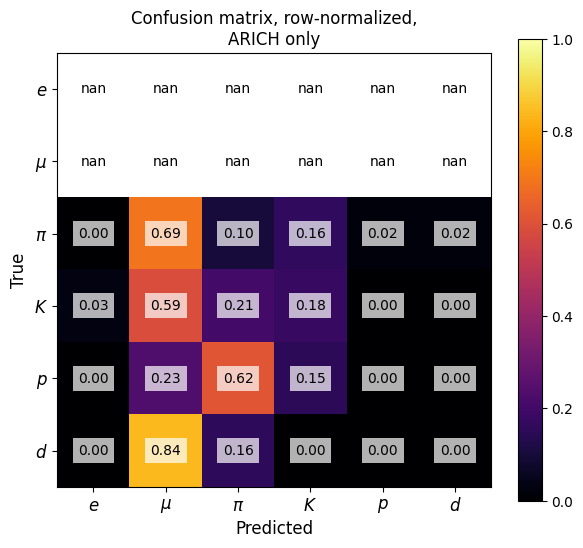 Confusion matrix, row-normalized,
ARICH only
1.0
e nan nan nan nan nan nan
0.8
μ nan nan nan nan nan nan
π 0.00 0.69 0.10 0.16 0.02 0.02
0.6
True
K 0.03 0.59 0.21 0.18 0.00 0.00
0.4
p 0.00 0.23 0.62 0.15 0.00 0.00
0.2
d 0.00 0.84 0.16 0.00 0.00 0.00
0.0
e μ π K p d
Predicted